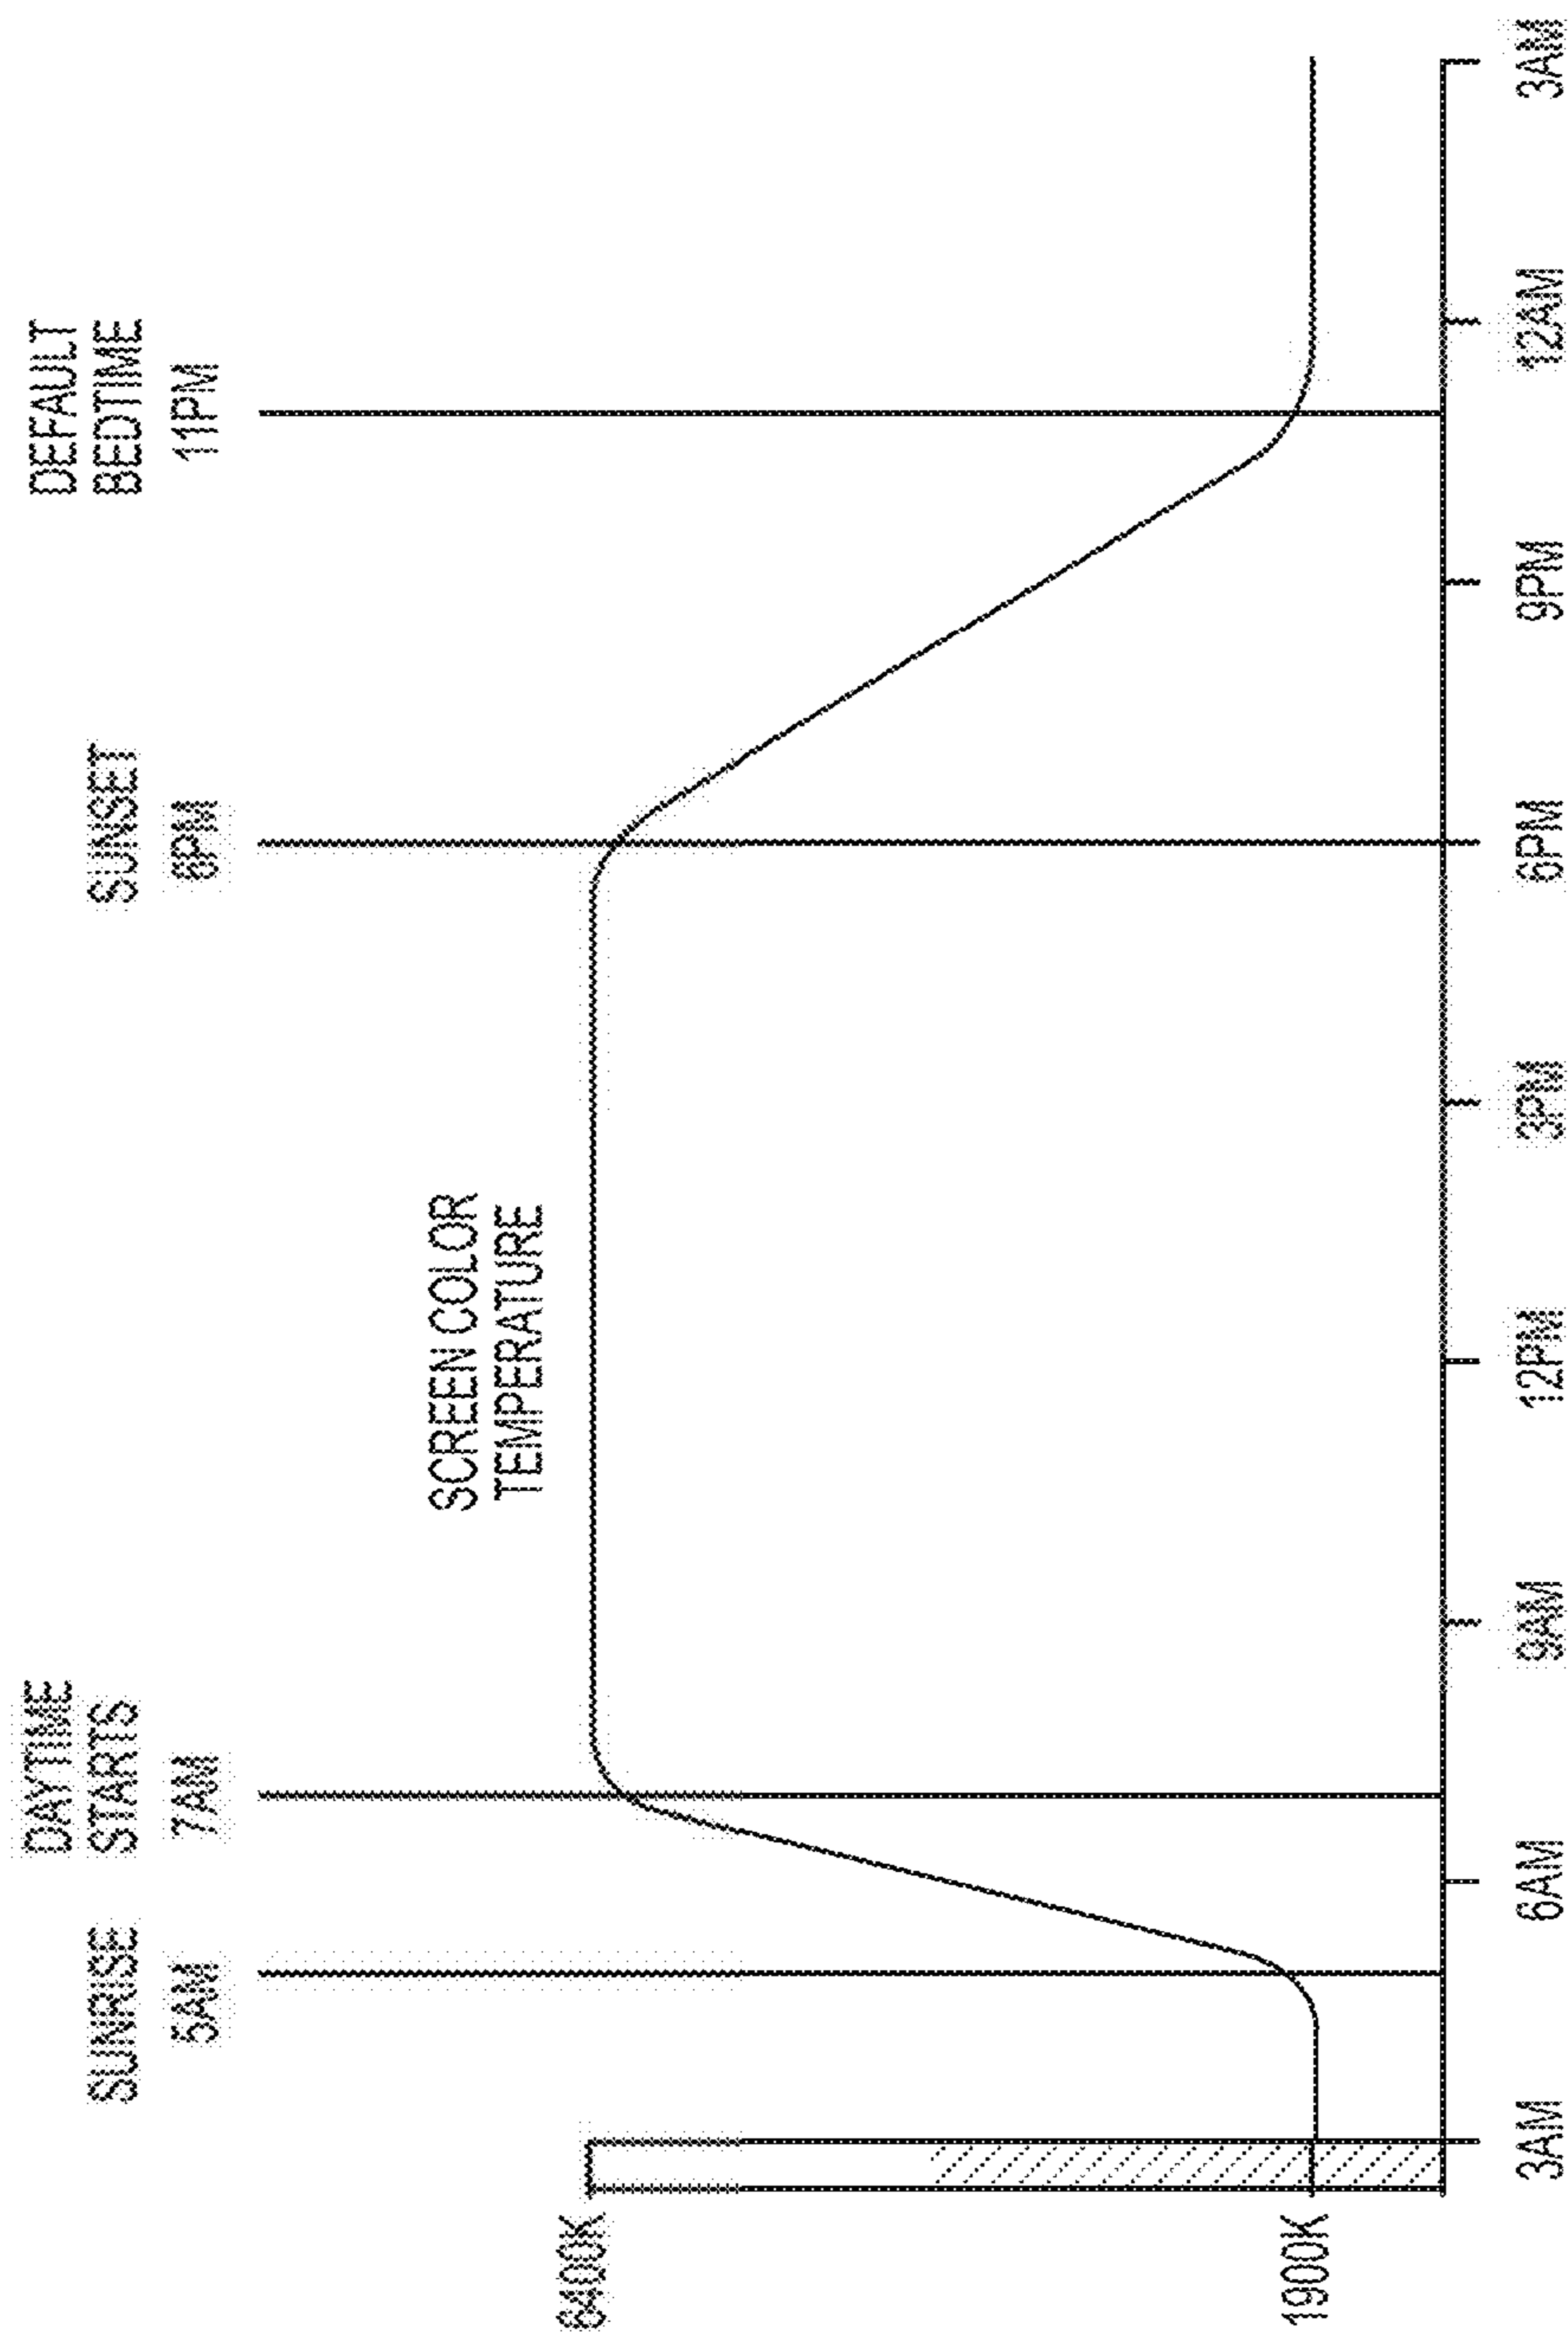 SUNRISE
5AM
DAYTIME
STARTS
7AM
SUNSET
6PM
DEFAULT
BEDTIME
11PM
SCREEN COLOR
TEMPERATURE
6400K
1900K
3AM
6AM
9AM
12PM
3PM
6PM
9PM
12AM
3AM